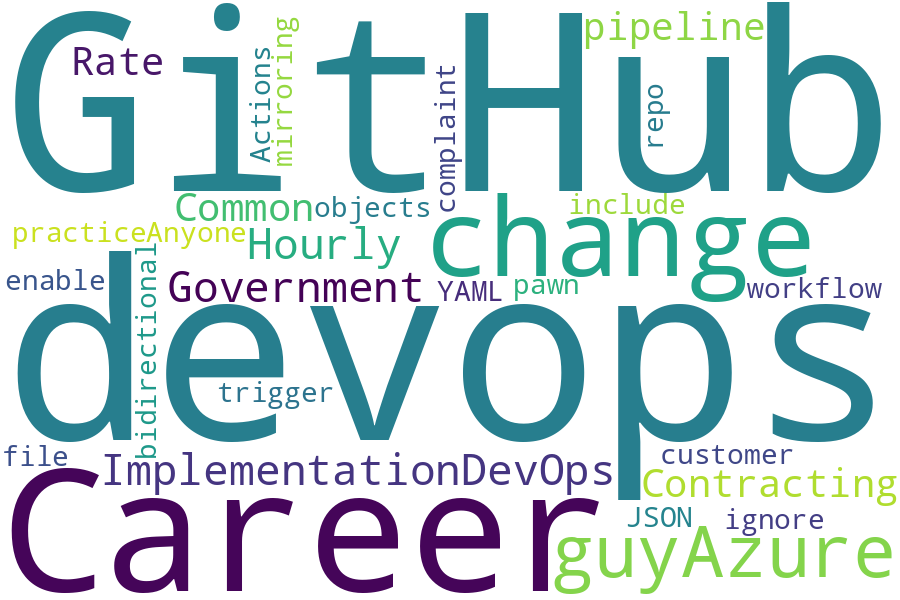 GitHub
pipeline
Rate
Actions
mirroring
complaint
repo
Common
objects
include
change
practiceAnyone
Hourly
enable
Government
YAML
pawn
workflow
devops
bidirectional
trigger
file
ImplementationDevOps
customer
Contracting
Career
JSON
ignore
guyAzure